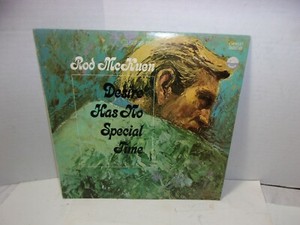 Rod McKuen
Desire
Has No
Special
Time